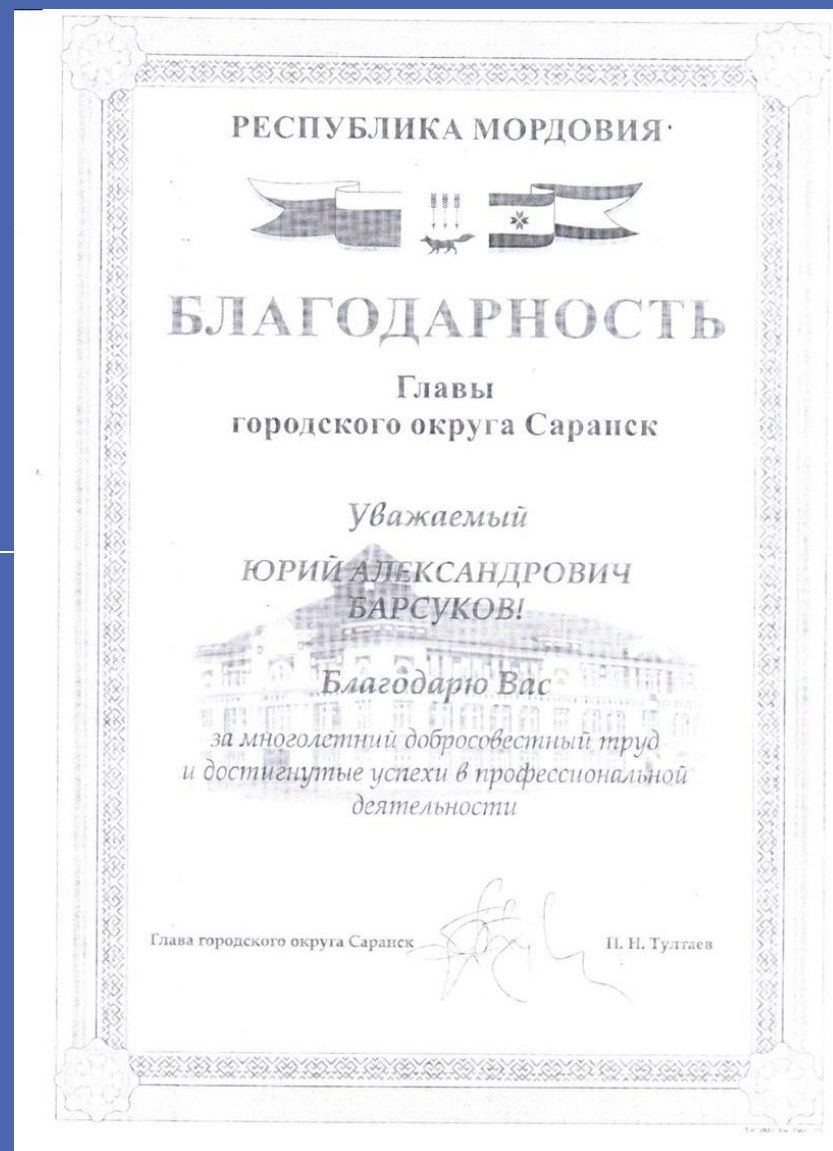 РЕСПУБЛИКА МОРДОВИЯ
БЛАГОДАРНОСТЬ
Главы
городского округа Саранск
Уважаемый
ЮРИЙ АЛЕКСАНДРОВИЧ
БАРСУКОВ!
Благодарю Вас
за многолетний добросовестный труд
и достигнутые успехи в профессиональной
деятельности
Глава городского округа Саранск П. Н. Тултаев